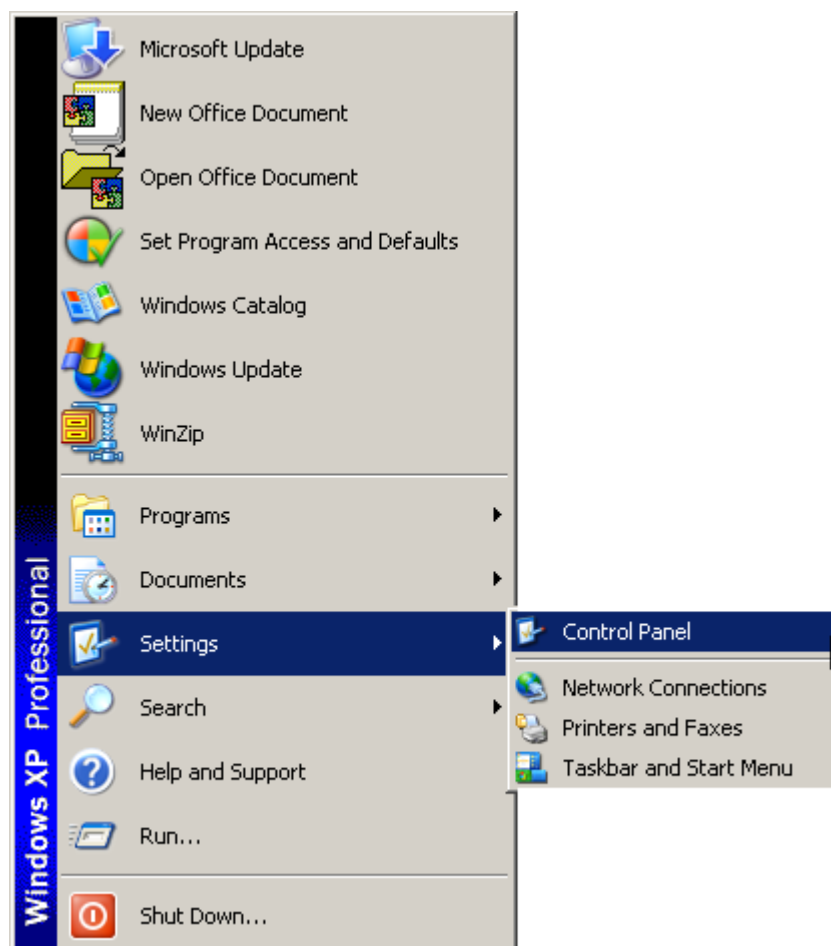 Microsoft Update
New Office Document
Open Office Document
Set Program Access and Defaults
Windows Catalog
Windows Update
WinZip
Programs
Documents
Settings
Search
Help and Support
Run...
Shut Down...
Windows XP Professional
Control Panel
Network Connections
Printers and Faxes
Taskbar and Start Menu